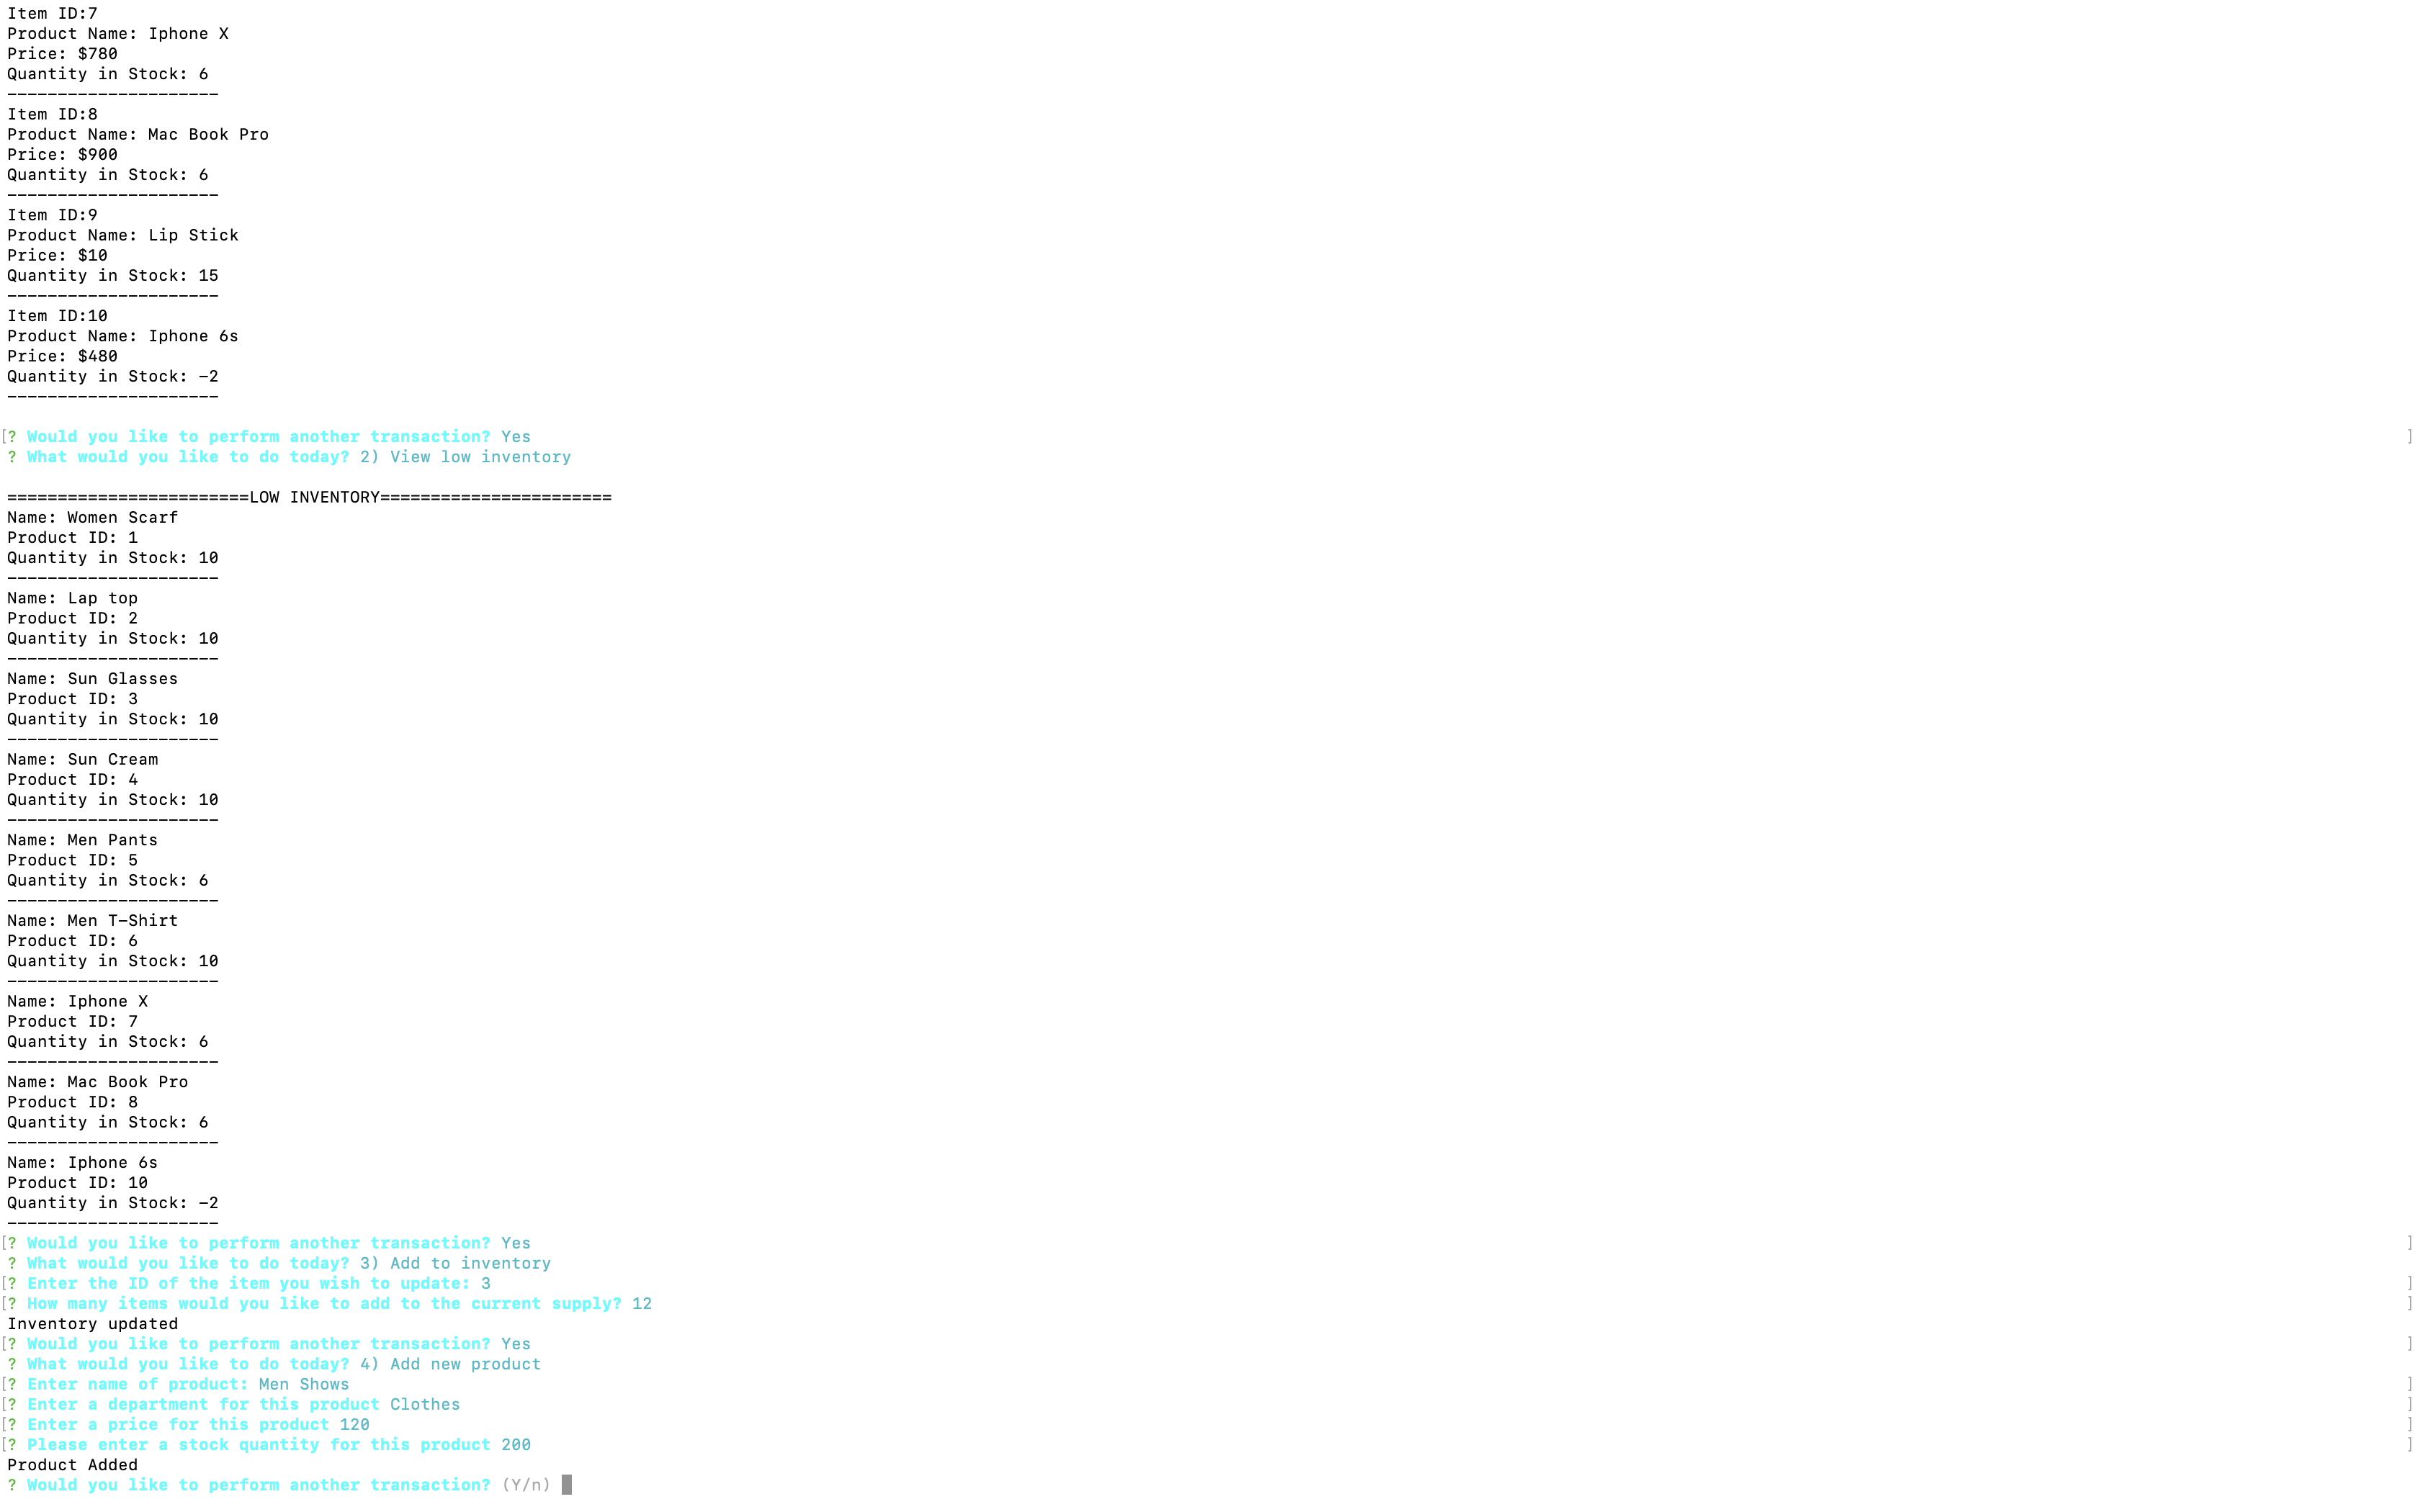 Item ID:7
Product Name: Iphone X
Price: $780
Quantity in Stock: 6
---------------------
Item ID:8
Product Name: Mac Book Pro
Price: $900
Quantity in Stock: 6
---------------------
Item ID:9
Product Name: Lip Stick
Price: $10
Quantity in Stock: 15
---------------------
Item ID:10
Product Name: Iphone 6s
Price: $480
Quantity in Stock: -2
---------------------
[? Would you like to perform another transaction? Yes ]
? What would you like to do today? 2) View low inventory
========================LOW INVENTORY=======================
Name: Women Scarf
Product ID: 1
Quantity in Stock: 10
---------------------
Name: Lap top
Product ID: 2
Quantity in Stock: 10
---------------------
Name: Sun Glasses
Product ID: 3
Quantity in Stock: 10
---------------------
Name: Sun Cream
Product ID: 4
Quantity in Stock: 10
---------------------
Name: Men Pants
Product ID: 5
Quantity in Stock: 6
---------------------
Name: Men T-Shirt
Product ID: 6
Quantity in Stock: 10
---------------------
Name: Iphone X
Product ID: 7
Quantity in Stock: 6
---------------------
Name: Mac Book Pro
Product ID: 8
Quantity in Stock: 6
---------------------
Name: Iphone 6s
Product ID: 10
Quantity in Stock: -2
---------------------
[? Would you like to perform another transaction? Yes ]
? What would you like to do today? 3) Add to inventory
[? Enter the ID of the item you wish to update: 3 ]
[? How many items would you like to add to the current supply? 12 ]
Inventory updated
[? Would you like to perform another transaction? Yes ]
? What would you like to do today? 4) Add new product
[? Enter name of product: Men Shows ]
[? Enter a department for this product Clothes ]
[? Enter a price for this product 120 ]
[? Please enter a stock quantity for this product 200 ]
Product Added
? Would you like to perform another transaction? (Y/n)